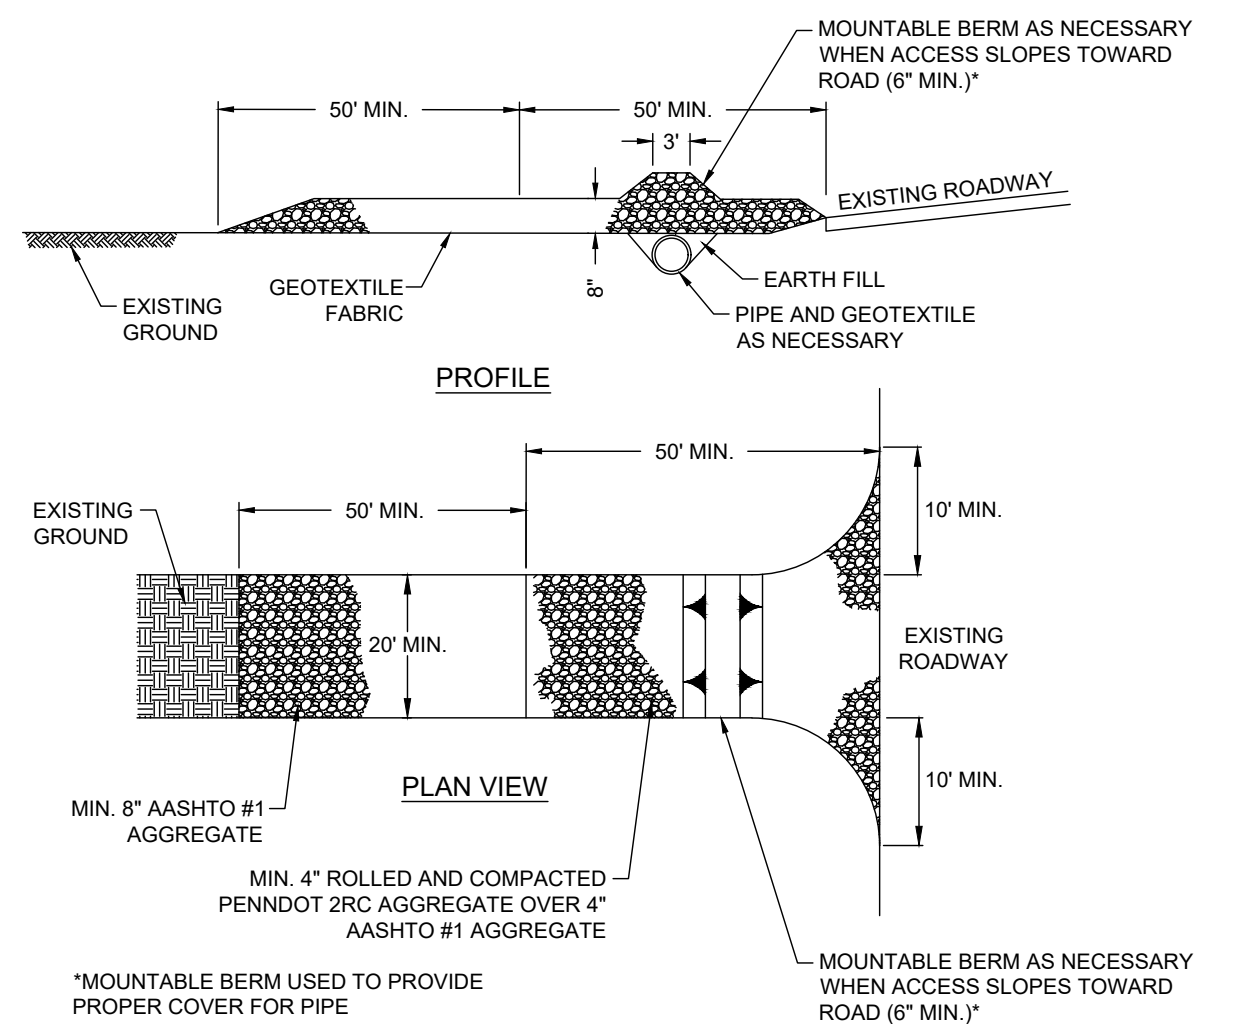 MOUNTABLE BERM AS NECESSARY
WHEN ACCESS SLOPES TOWARD
ROAD (6" MIN.)*
50' MIN.
50' MIN.
3'
EXISTING ROADWAY
8"
EXISTING
GROUND
GEOTEXTILE
FABRIC
EARTH FILL
PIPE AND GEOTEXTILE
AS NECESSARY
PROFILE
50' MIN.
EXISTING
GROUND
50' MIN.
10' MIN.
20' MIN.
EXISTING
ROADWAY
10' MIN.
PLAN VIEW
MIN. 8" AASHTO #1
AGGREGATE
MIN. 4" ROLLED AND COMPACTED
PENNDOT 2RC AGGREGATE OVER 4"
AASHTO #1 AGGREGATE
*MOUNTABLE BERM USED TO PROVIDE
PROPER COVER FOR PIPE
MOUNTABLE BERM AS NECESSARY
WHEN ACCESS SLOPES TOWARD
ROAD (6" MIN.)*